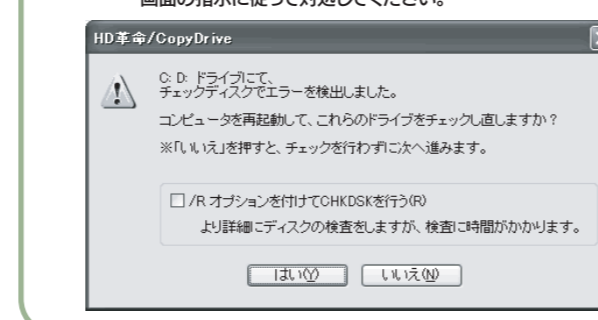 画面の指示に従って対処してください。
HD革命/CopyDrive
C: D: ドライブにて、
チェックディスクでエラーを検出しました。
コンピュータを再起動して、これらのドライブをチェックし直しますか?
※「いいえ」を押すと、チェックを行わずに次へ進みます。
/R オプションを付けてCHKDSKを行う(R)
より詳細にディスクの検査をしますが、検査に時間がかかります。
はい(Y) いいえ(N)